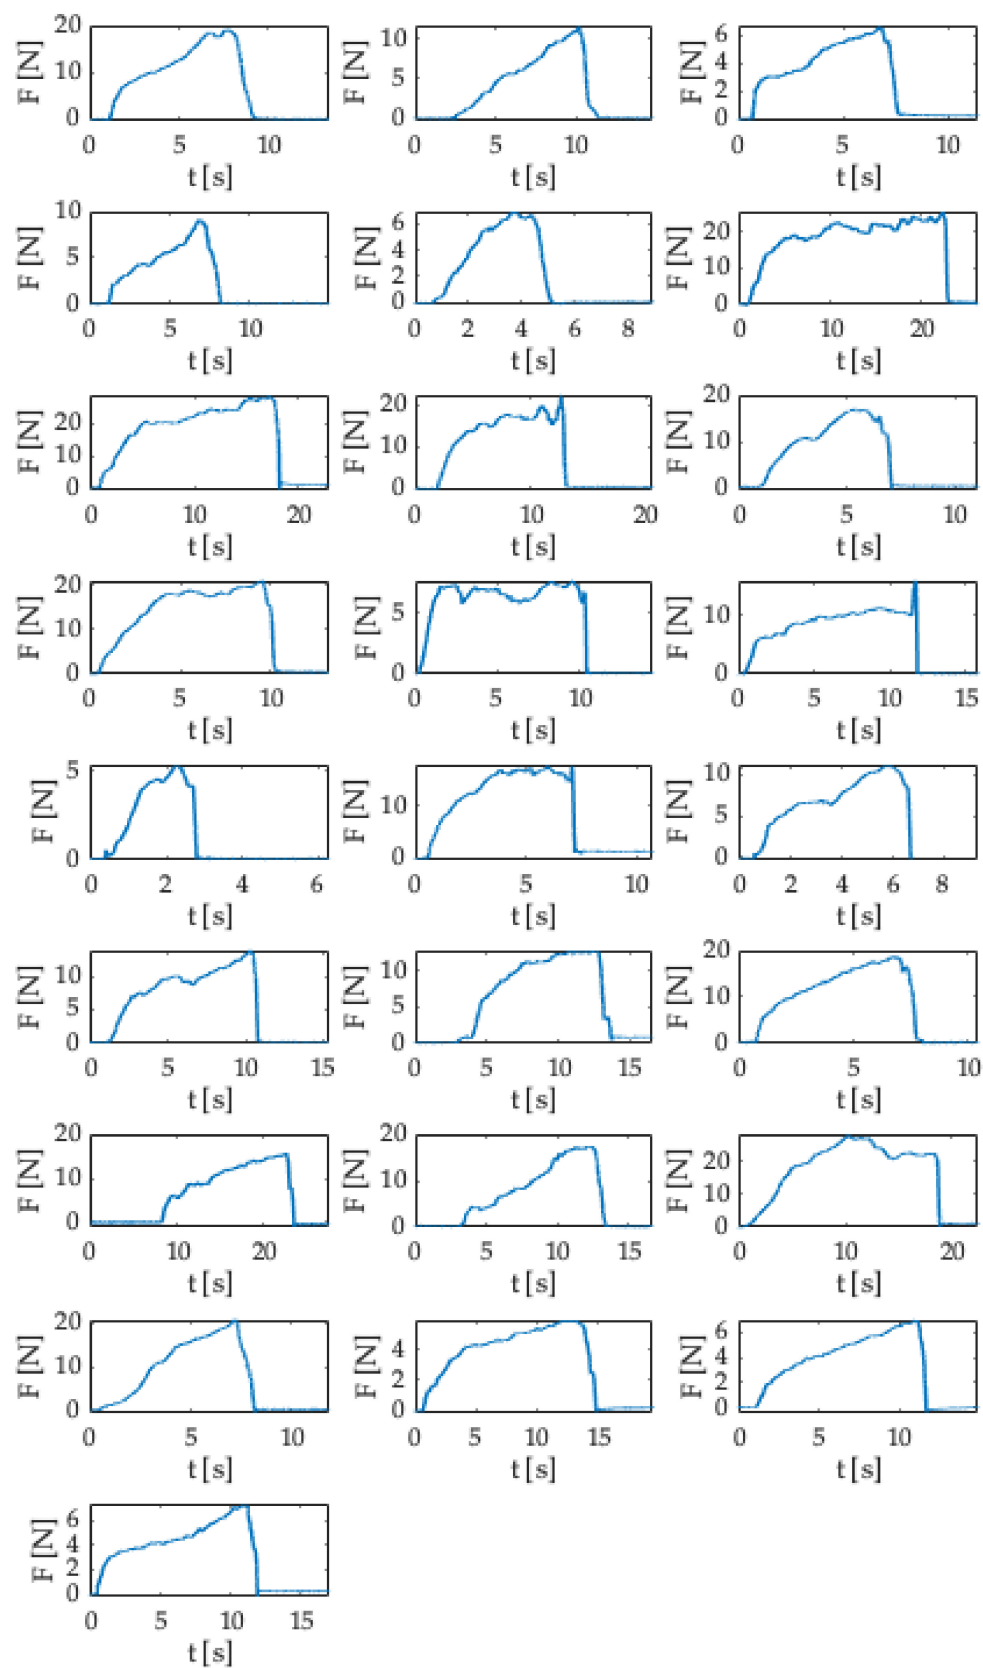 20 10 5 6
F [N] 10 F [N] 5 F [N] 4 2
0 0 0
0 5 10 0 5 10 0 5 10
t [s] t [s] t [s]
10 6 20
F [N] 5 F [N] 4 2 F [N] 10
0 0 0
0 5 10 0 2 4 6 8 0 10 20
t [s] t [s] t [s]
20 20 20
F [N] 10 F [N] 10 F [N] 10
0 0 0
0 10 20 0 10 20 0 5 10
t [s] t [s] t [s]
20 5 10
F [N] 10 F [N] F [N] 5
0 0 0
0 5 10 0 5 10 0 5 10 15
t [s] t [s] t [s]
5 10 10
F [N] F [N] F [N] 5
0 0 0
0 2 4 6 0 5 10 0 2 4 6 8
t [s] t [s] t [s]
10 10 20
F [N] 5 F [N] 5 F [N] 10
0 0 0
0 5 10 15 0 5 10 15 0 5 10
t [s] t [s] t [s]
20 20 20
F [N] 10 F [N] 10 F [N] 10
0 0 0
0 10 20 0 5 10 15 0 10 20
t [s] t [s] t [s]
20 4 6
F [N] 10 F [N] 2 F [N] 4 2
0 0 0
0 5 10 0 5 10 15 0 5 10
t [s] t [s] t [s]
6
F [N] 4 2
0
0 5 10 15
t [s]